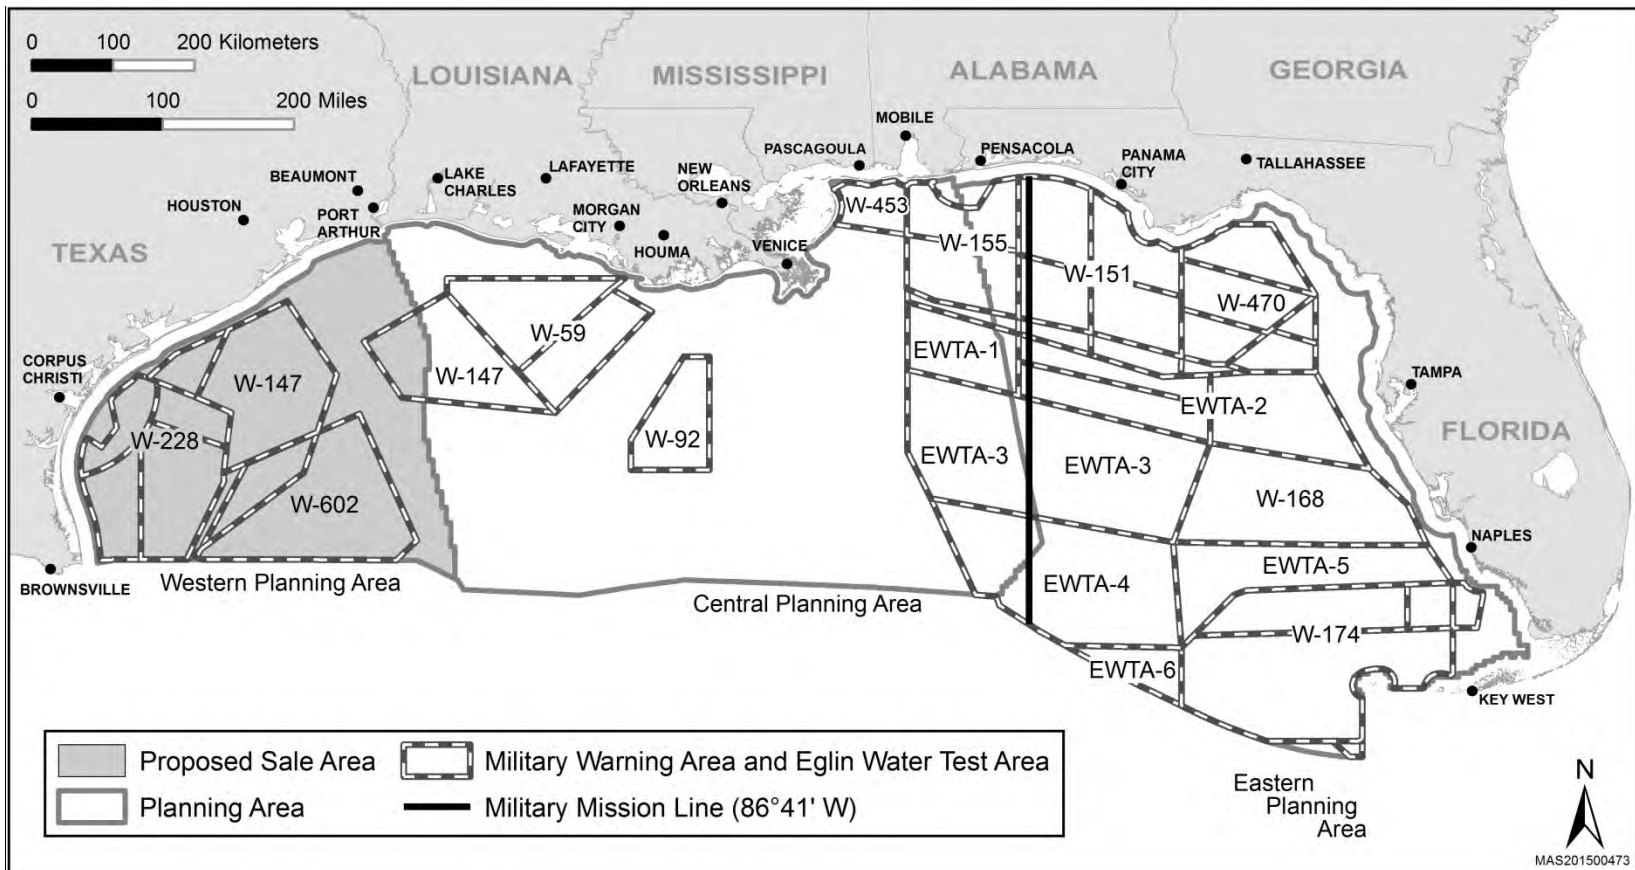 0 100 200 Kilometers
0 100 200 Miles
LOUISIANA
MISSISSIPPI
ALABAMA
GEORGIA
TEXAS
FLORIDA
MOBILE
PASCAGOULA
PENSACOLA
PANAMA
CITY
TALLAHASSEE
BEAUMONT
LAKE
CHARLES
LAFAYETTE
NEW
ORLEANS
HOUSTON
PORT
ARTHUR
MORGAN
CITY
HOUMA
VENICE
CORPUS
CHRISTI
BROWNSVILLE
TAMPA
NAPLES
KEY WEST
W-453
W-155
W-151
W-470
W-59
W-147
W-147
W-228
W-602
W-92
EWTA-1
EWTA-2
EWTA-3
EWTA-3
W-168
EWTA-4
EWTA-5
W-174
EWTA-6
Western Planning Area
Central Planning Area
Eastern
Planning
Area
Proposed Sale Area
Planning Area
Military Warning Area and Eglin Water Test Area
Military Mission Line (86°41' W)
N
MAS201500473